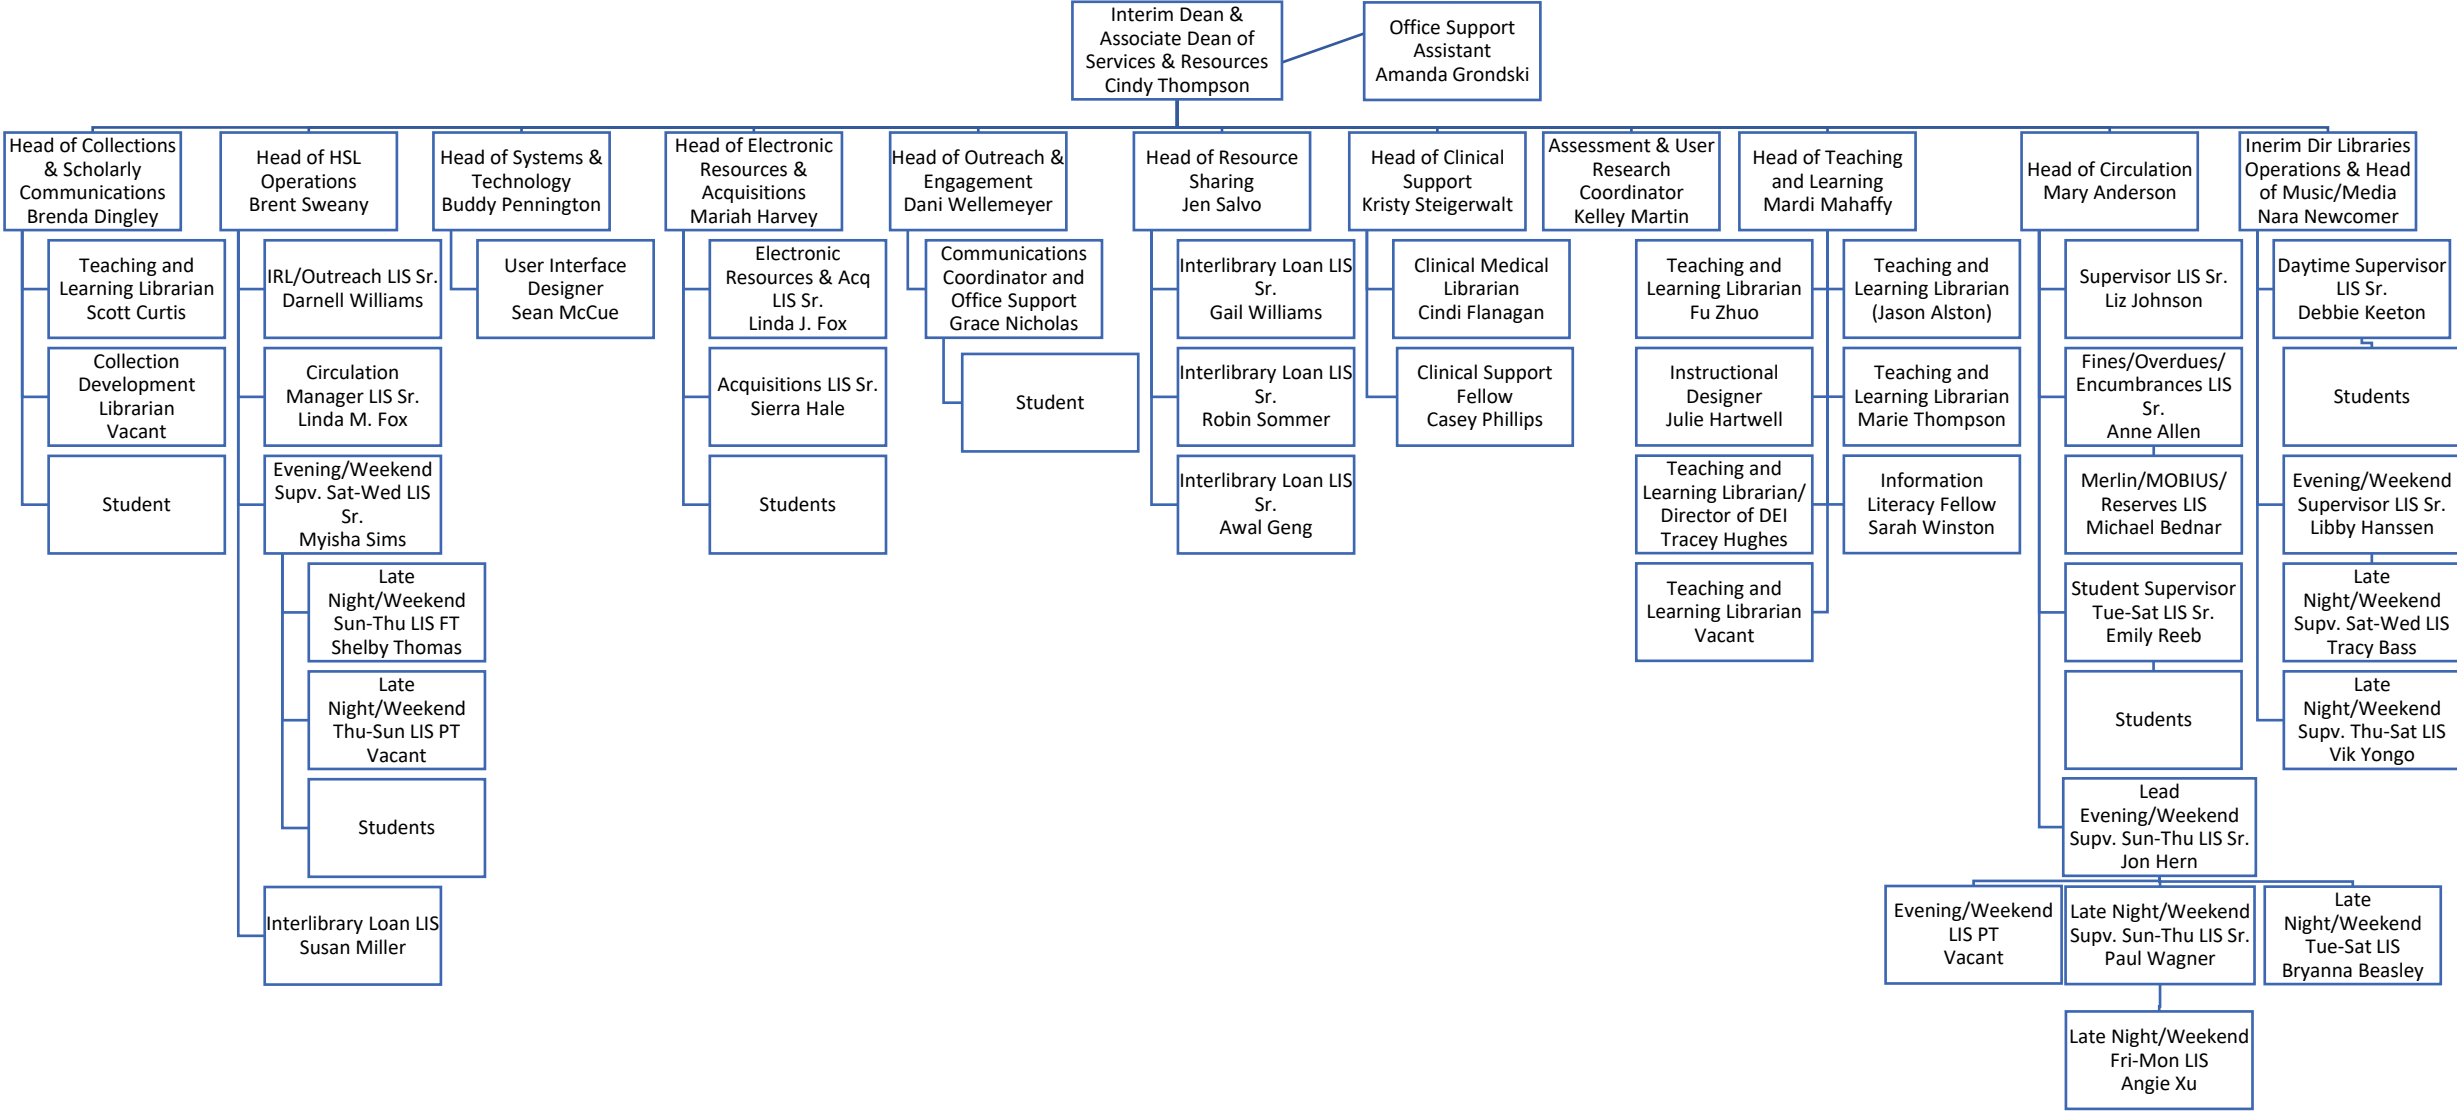 Interim Dean &
Associate Dean of
Services & Resources
Cindy Thompson
Office Support
Assistant
Amanda Grondski
Head of Collections
& Scholarly
Communications
Brenda Dingley
Head of HSL
Operations
Brent Sweany
Head of Systems &
Technology
Buddy Pennington
Head of Electronic
Resources &
Acquisitions
Mariah Harvey
Head of Outreach &
Engagement
Dani Wellemeyer
Head of Resource
Sharing
Jen Salvo
Head of Clinical
Support
Kristy Steigerwalt
Assessment & User
Research
Coordinator
Kelley Martin
Head of Teaching
and Learning
Mardi Mahaffy
Head of Circulation
Mary Anderson
Inerim Dir Libraries
Operations & Head
of Music/Media
Nara Newcomer
Teaching and
Learning Librarian
Scott Curtis
Collection
Development
Librarian
Vacant
Student
IRL/Outreach LIS Sr.
Darnell Williams
Circulation
Manager LIS Sr.
Linda M. Fox
Evening/Weekend
Supv. Sat-Wed LIS
Sr.
Myisha Sims
Late
Night/Weekend
Sun-Thu LIS FT
Shelby Thomas
Late
Night/Weekend
Thu-Sun LIS PT
Vacant
Students
Interlibrary Loan LIS
Susan Miller
User Interface
Designer
Sean McCue
Electronic
Resources & Acq
LIS Sr.
Linda J. Fox
Acquisitions LIS Sr.
Sierra Hale
Students
Communications
Coordinator and
Office Support
Grace Nicholas
Student
Interlibrary Loan LIS
Sr.
Gail Williams
Interlibrary Loan LIS
Sr.
Robin Sommer
Interlibrary Loan LIS
Sr.
Awal Geng
Clinical Medical
Librarian
Cindi Flanagan
Clinical Support
Fellow
Casey Phillips
Teaching and
Learning Librarian
Fu Zhuo
Teaching and
Learning Librarian
(Jason Alston)
Instructional
Designer
Julie Hartwell
Teaching and
Learning Librarian
Marie Thompson
Teaching and
Learning Librarian/
Director of DEI
Tracey Hughes
Information
Literacy Fellow
Sarah Winston
Teaching and
Learning Librarian
Vacant
Supervisor LIS Sr.
Liz Johnson
Fines/Overdues/
Encumbrances LIS
Sr.
Anne Allen
Merlin/MOBIUS/
Reserves LIS
Michael Bednar
Student Supervisor
Tue-Sat LIS Sr.
Emily Reeb
Students
Lead
Evening/Weekend
Supv. Sun-Thu LIS Sr.
Jon Hern
Evening/Weekend
LIS PT
Vacant
Late Night/Weekend
Supv. Sun-Thu LIS Sr.
Paul Wagner
Late
Night/Weekend
Tue-Sat LIS
Bryanna Beasley
Late Night/Weekend
Fri-Mon LIS
Angie Xu
Daytime Supervisor
LIS Sr.
Debbie Keeton
Students
Evening/Weekend
Supervisor LIS Sr.
Libby Hanssen
Late
Night/Weekend
Supv. Sat-Wed LIS
Tracy Bass
Late
Night/Weekend
Supv. Thu-Sat LIS
Vik Yongo